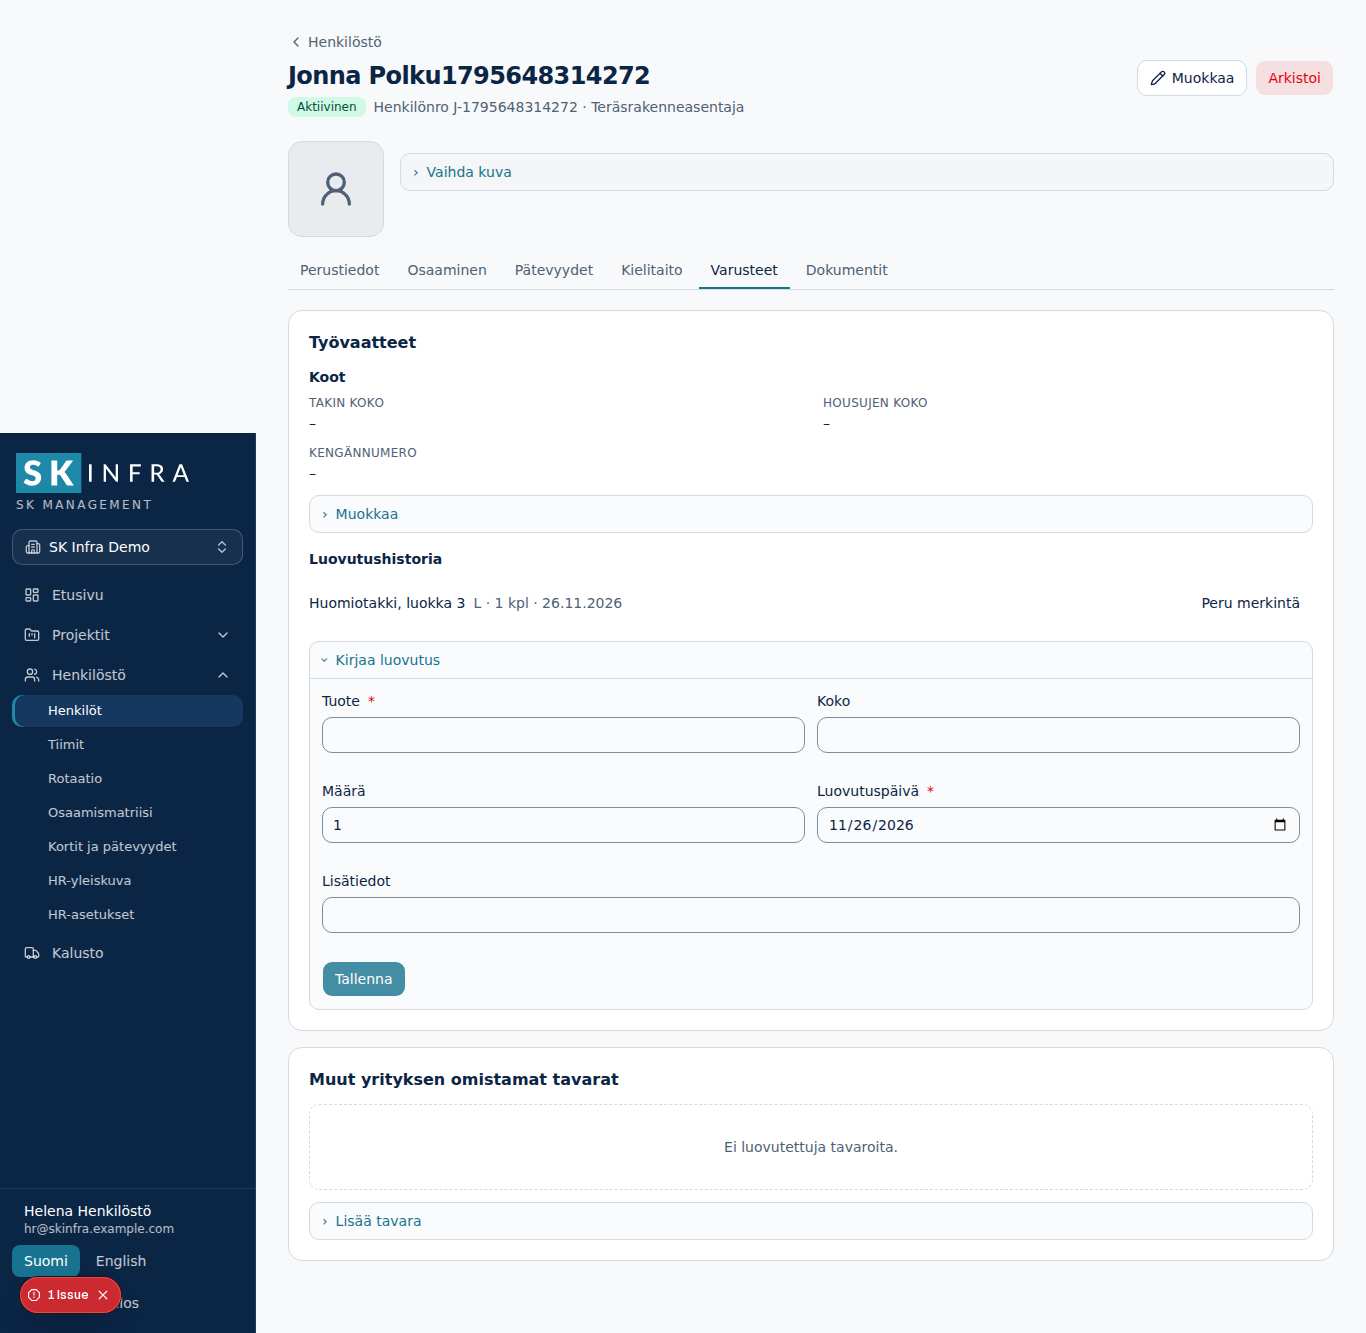 Henkilöstö
Jonna Polku1795648314272
Muokkaa
Arkistoi
Aktiivinen
Henkilönro J-1795648314272 · Teräsrakenneasentaja
› Vaihda kuva
Perustiedot
Osaaminen
Pätevyydet
Kielitaito
Varusteet
Dokumentit
Työvaatteet
Koot
TAKIN KOKO
–
HOUSUJEN KOKO
–
KENGÄNNUMERO
–
› Muokkaa
Luovutushistoria
Huomiotakki, luokka 3 L · 1 kpl · 26.11.2026
Peru merkintä
Kirjaa luovutus
Tuote *
Koko
Määrä
1
Luovutuspäivä *
11/26/2026
Lisätiedot
Tallenna
Muut yrityksen omistamat tavarat
Ei luovutettuja tavaroita.
› Lisää tavara
SK INFRA
SK MANAGEMENT
SK Infra Demo
Etusivu
Projektit
Henkilöstö
Henkilöt
Tiimit
Rotaatio
Osaamismatriisi
Kortit ja pätevyydet
HR-yleiskuva
HR-asetukset
Kalusto
Helena Henkilöstö
hr@skinfra.example.com
Suomi
English
1 Issue